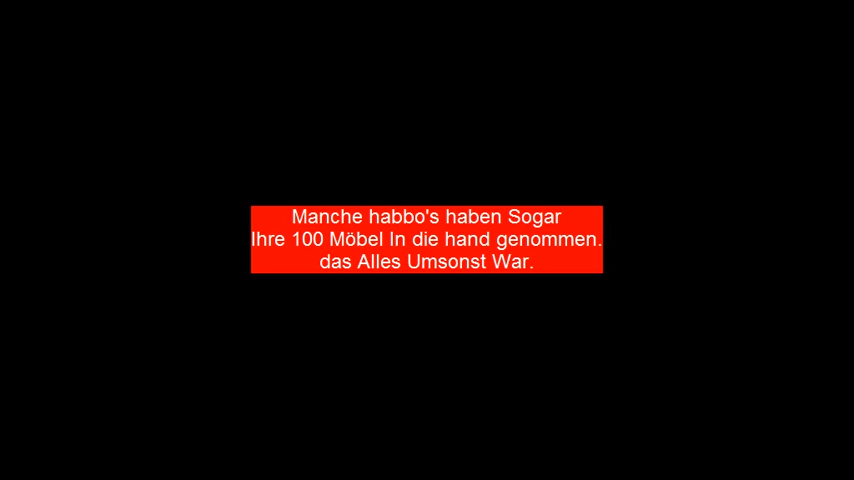 Manche habbo's haben Sogar
Ihre 100 Möbel In die hand genommen.
das Alles Umsonst War.